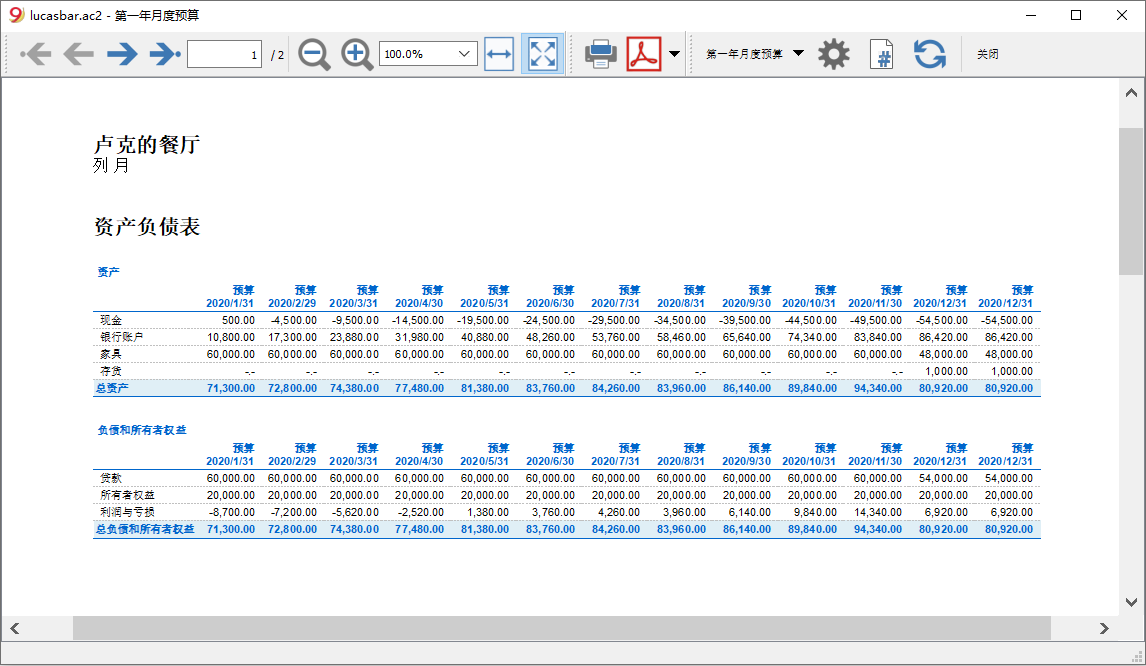 lucasbar.ac2 - 第一年月度预算
1 / 2 100.0% 第一年月度预算 # 关闭
卢克的餐厅
列 月
资产负债表
资产
预算 预算 预算 预算 预算 预算 预算 预算 预算 预算 预算 预算 预算
2020/1/31 2020/2/29 2020/3/31 2020/4/30 2020/5/31 2020/6/30 2020/7/31 2020/8/31 2020/9/30 2020/10/31 2020/11/30 2020/12/31 2020/12/31
现金 500.00 -4,500.00 -9,500.00 -14,500.00 -19,500.00 -24,500.00 -29,500.00 -34,500.00 -39,500.00 -44,500.00 -49,500.00 -54,500.00 -54,500.00
银行账户 10,800.00 17,300.00 23,880.00 31,980.00 40,880.00 48,260.00 53,760.00 58,460.00 65,640.00 74,340.00 83,840.00 86,420.00 86,420.00
家具 60,000.00 60,000.00 60,000.00 60,000.00 60,000.00 60,000.00 60,000.00 60,000.00 60,000.00 60,000.00 60,000.00 48,000.00 48,000.00
存货 -.- -.- -.- -.- -.- -.- -.- -.- -.- -.- -.- 1,000.00 1,000.00
总资产 71,300.00 72,800.00 74,380.00 77,480.00 81,380.00 83,760.00 84,260.00 83,960.00 86,140.00 89,840.00 94,340.00 80,920.00 80,920.00
负债和所有者权益
预算 预算 预算 预算 预算 预算 预算 预算 预算 预算 预算 预算 预算
2020/1/31 2020/2/29 2020/3/31 2020/4/30 2020/5/31 2020/6/30 2020/7/31 2020/8/31 2020/9/30 2020/10/31 2020/11/30 2020/12/31 2020/12/31
贷款 60,000.00 60,000.00 60,000.00 60,000.00 60,000.00 60,000.00 60,000.00 60,000.00 60,000.00 60,000.00 60,000.00 54,000.00 54,000.00
所有者权益 20,000.00 20,000.00 20,000.00 20,000.00 20,000.00 20,000.00 20,000.00 20,000.00 20,000.00 20,000.00 20,000.00 20,000.00 20,000.00
利润与亏损 -8,700.00 -7,200.00 -5,620.00 -2,520.00 1,380.00 3,760.00 4,260.00 3,960.00 6,140.00 9,840.00 14,340.00 6,920.00 6,920.00
总负债和所有者权益 71,300.00 72,800.00 74,380.00 77,480.00 81,380.00 83,760.00 84,260.00 83,960.00 86,140.00 89,840.00 94,340.00 80,920.00 80,920.00